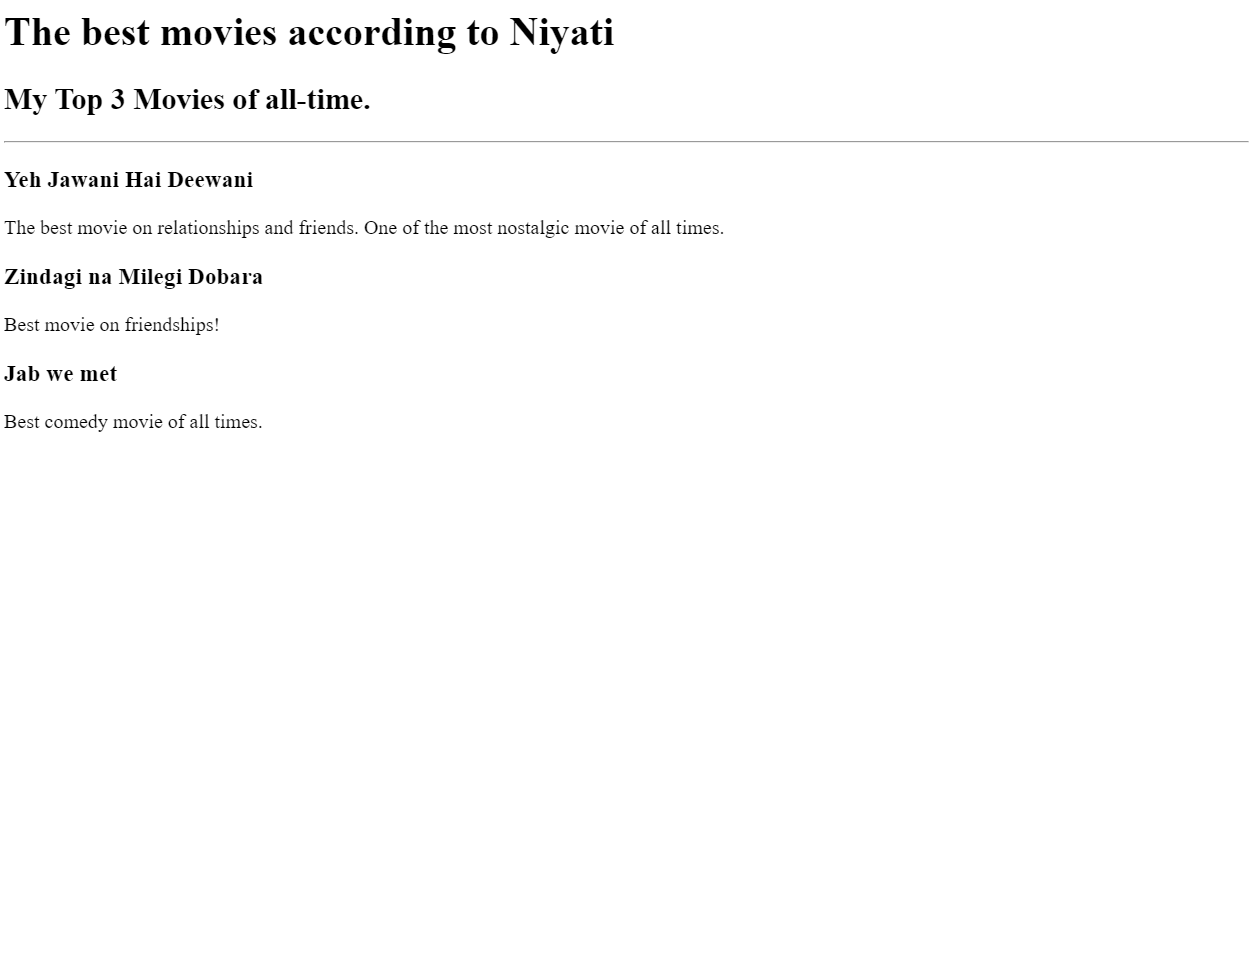 The best movies according to Niyati
My Top 3 Movies of all-time.
Yeh Jawani Hai Deewani
The best movie on relationships and friends. One of the most nostalgic movie of all times.
Zindagi na Milegi Dobara
Best movie on friendships!
Jab we met
Best comedy movie of all times.